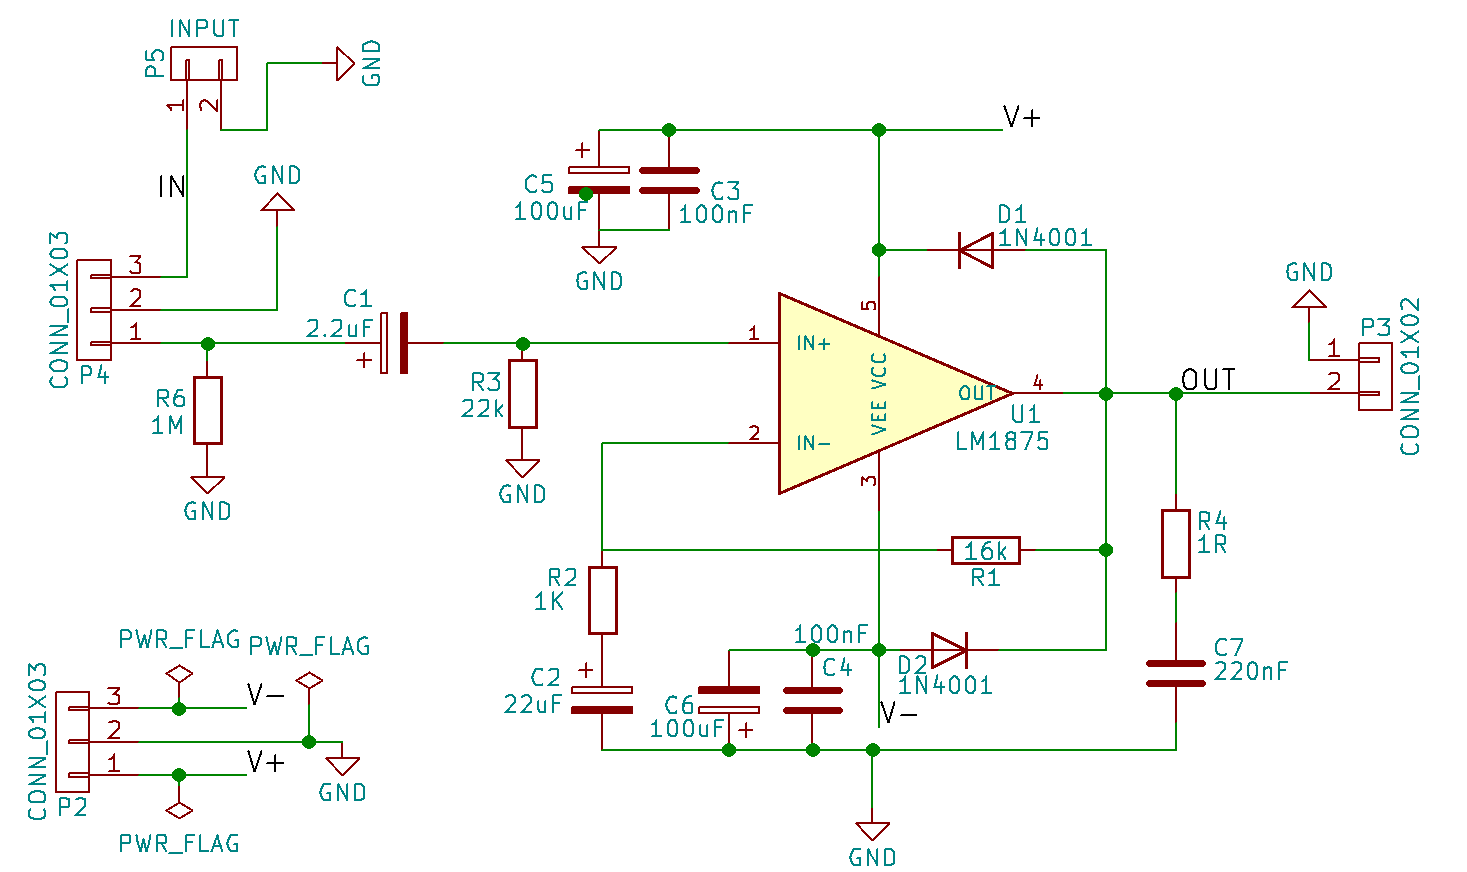 INPUT
P5
1
2
GND
IN
GND
CONN_01X03
3
2
1
P4
R6
1M
GND
C1
2.2uF
+
R3
22k
GND
V+
+
C5
100uF
C3
100nF
GND
D1
1N4001
5
1
IN+
VCC
VEE
OUT
4
U1
LM1875
2
IN-
3
GND
P3
1
2
CONN_01X02
OUT
R4
1R
16k
R1
R2
1K
+
C2
22uF
100nF
C4
C6
100uF
+
D2
1N4001
V-
C7
220nF
GND
PWR_FLAG
PWR_FLAG
CONN_01X03
3
V-
2
1
V+
P2
GND
PWR_FLAG